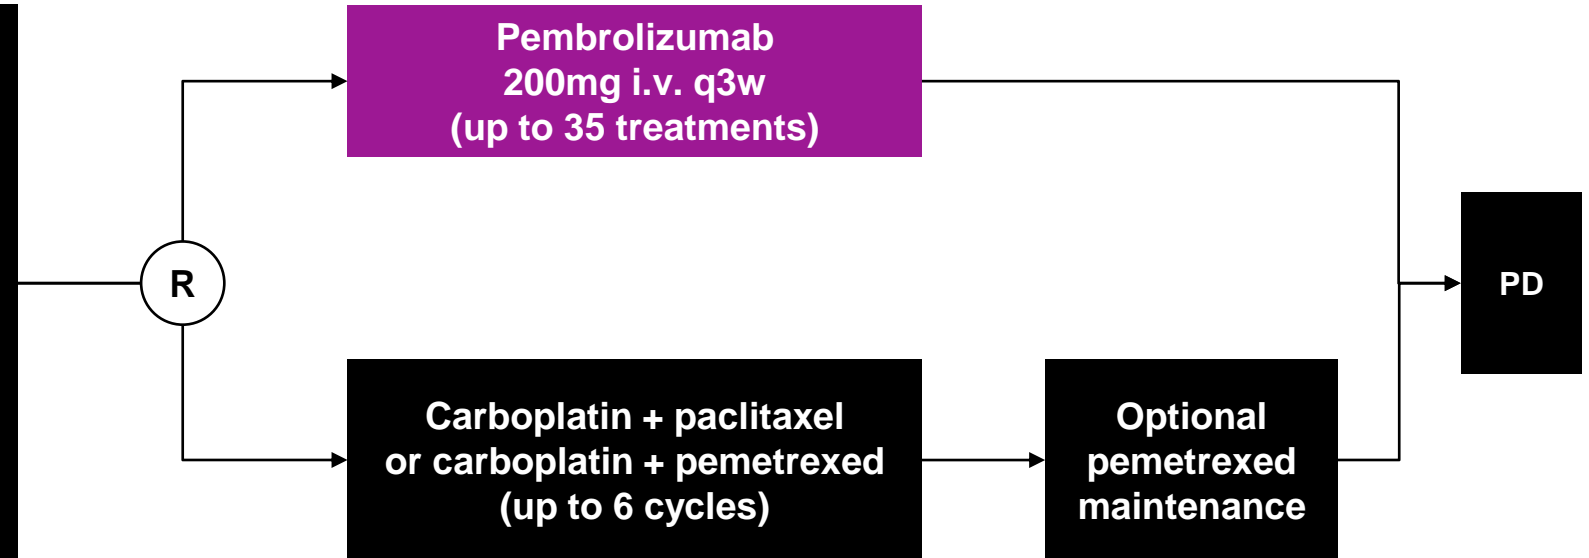 Pembrolizumab
200mg i.v. q3w
(up to 35 treatments)
R
PD
Carboplatin + paclitaxel
or carboplatin + pemetrexed
(up to 6 cycles)
Optional
pemetrexed
maintenance